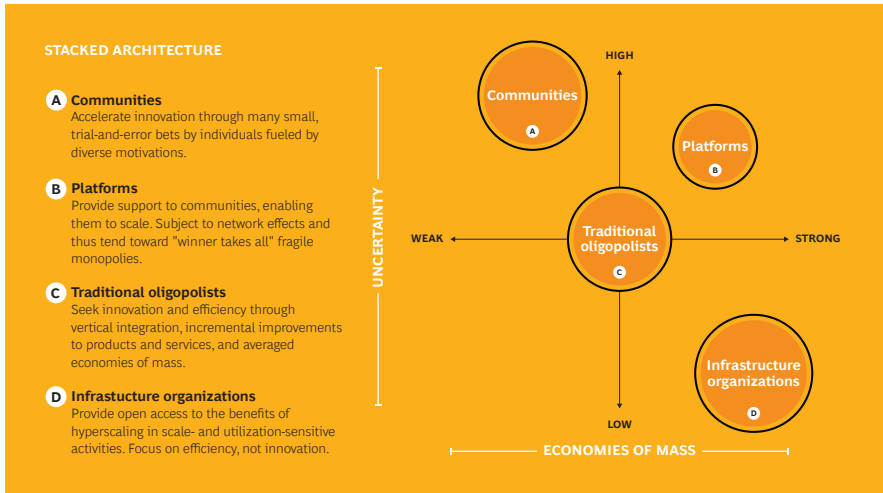 STACKED ARCHITECTURE
A Communities
Accelerate innovation through many small,
trial-and-error bets by individuals fueled by
diverse motivations.
B Platforms
Provide support to communities, enabling
them to scale. Subject to network effects and
thus tend toward "winner takes all" fragile
monopolies.
C Traditional oligopolists
Seek innovation and efficiency through
vertical integration, incremental improvements
to products and services, and averaged
economies of mass.
D Infrastucture organizations
Provide open access to the benefits of
hyperscaling in scale- and utilization-sensitive
activities. Focus on efficiency, not innovation.
UNCERTAINTY
HIGH
Communities
A
Platforms
B
WEAK
Traditional
oligopolists
C
STRONG
Infrastructure
organizations
D
LOW
ECONOMIES OF MASS